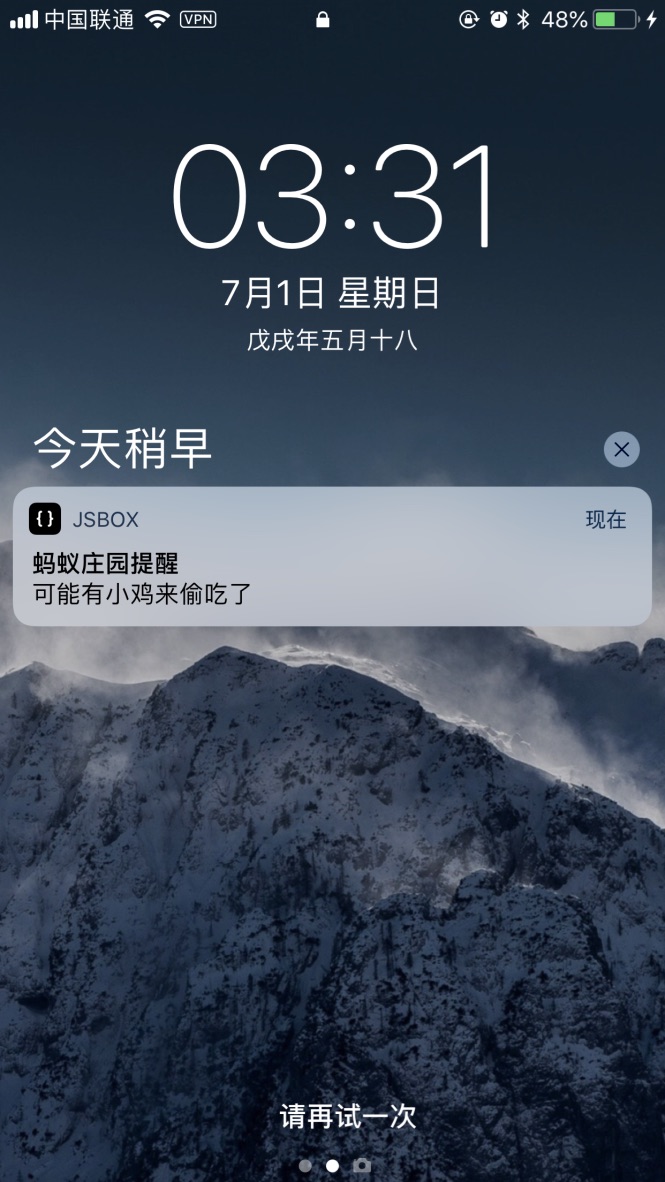 中国联通 VPN 48%
03:31
7月1日 星期日
戊戌年五月十八
今天稍早
{} JSBOX 现在
蚂蚁庄园提醒
可能有小鸡来偷吃了
请再试一次